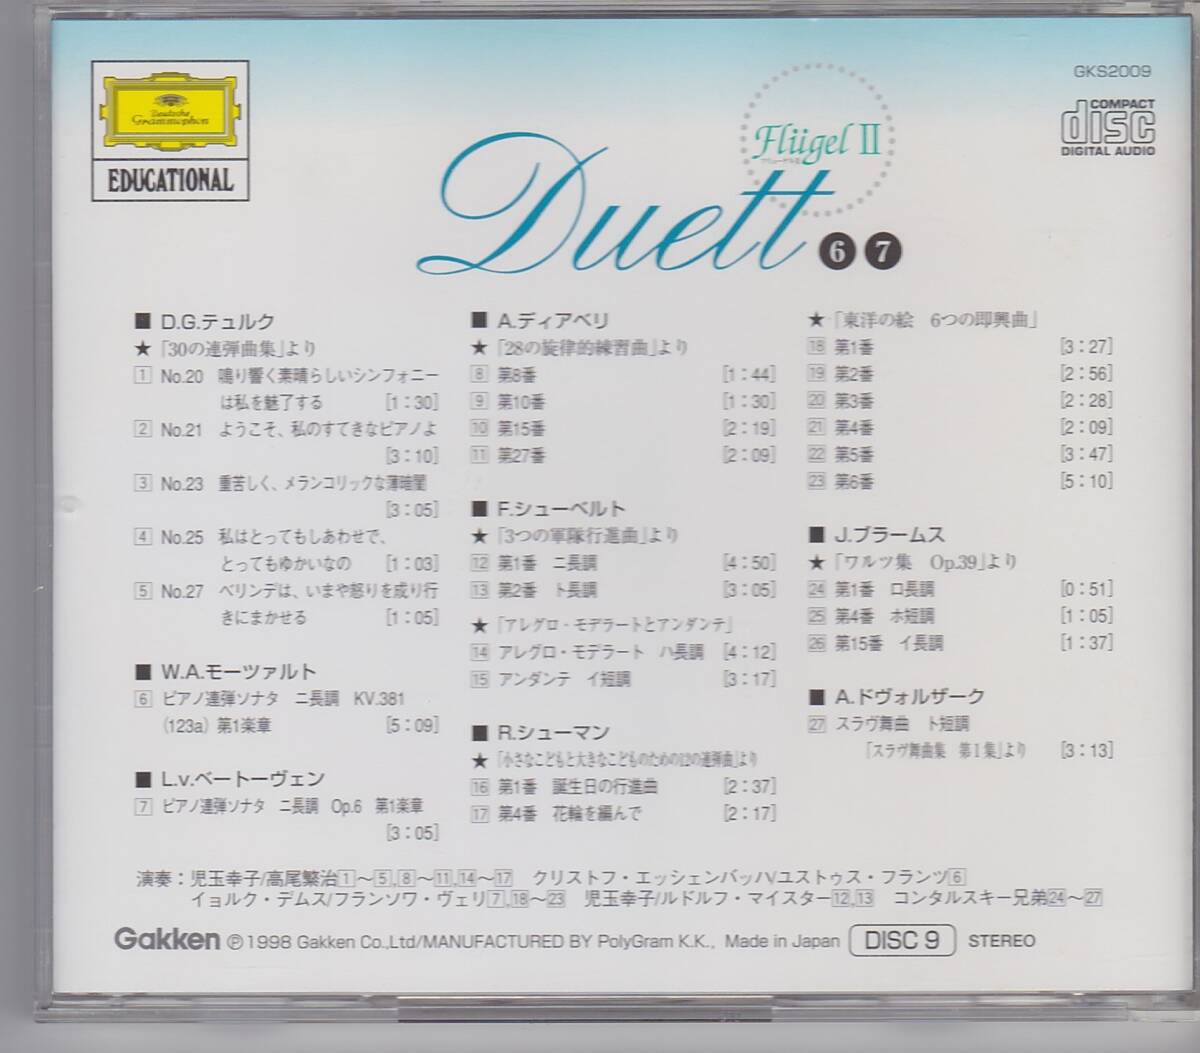 Deutsche
Grammophon
EDUCATIONAL
Flügel II
フリューゲルⅡ
Duett 6 7
GKS2009
COMPACT
disc
DIGITAL AUDIO
■ D.G.テュルク
★「30の連弾曲集」より
1 No.20 鳴り響く素晴らしいシンフォニー
は私を魅了する [1:30]
2 No.21 ようこそ、私のすてきなピアノよ
[3:10]
3 No.23 重苦しく、メランコリックな薄暗闇
[3:05]
4 No.25 私はとってもしあわせで、
とってもゆかいなの [1:03]
5 No.27 ベリンデは、いまや怒りを成り行
きにまかせる [1:05]
■ W.A.モーツァルト
6 ピアノ連弾ソナタ ニ長調 KV.381
(123a) 第1楽章 [5:09]
■ L.v.ベートーヴェン
7 ピアノ連弾ソナタ ニ長調 Op.6 第1楽章
[3:05]
■ A.ディアベリ
★「28の旋律的練習曲」より
8 第8番 [1:44]
9 第10番 [1:30]
10 第15番 [2:19]
11 第27番 [2:09]
■ F.シューベルト
★「3つの軍隊行進曲」より
12 第1番 ニ長調 [4:50]
13 第2番 ト長調 [3:05]
★「アレグロ・モデラートとアンダンテ」
14 アレグロ・モデラート ハ長調 [4:12]
15 アンダンテ イ短調 [3:17]
■ R.シューマン
★「小さなこどもと大きなこどものための12の連弾曲」より
16 第1番 誕生日の行進曲 [2:37]
17 第4番 花輪を編んで [2:17]
★「東洋の絵 6つの即興曲」
18 第1番 [3:27]
19 第2番 [2:56]
20 第3番 [2:28]
21 第4番 [2:09]
22 第5番 [3:47]
23 第6番 [5:10]
■ J.ブラームス
★「ワルツ集 Op.39」より
24 第1番 ロ長調 [0:51]
25 第4番 ホ短調 [1:05]
26 第15番 イ長調 [1:37]
■ A.ドヴォルザーク
27 スラヴ舞曲 ト短調
「スラヴ舞曲集 第1集」より [3:13]
演奏：児玉幸子/高尾繁治1～5,8～11,14～17 クリストフ・エッシェンバッハ/ユストゥス・フランツ6
イョルク・デムス/フランソワ・ヴェリ7,18～23 児玉幸子/ルドルフ・マイスター12,13 コンタルスキー兄弟24～27
Gakken ℗1998 Gakken Co.,Ltd/MANUFACTURED BY PolyGram K.K., Made in Japan DISC 9 STEREO